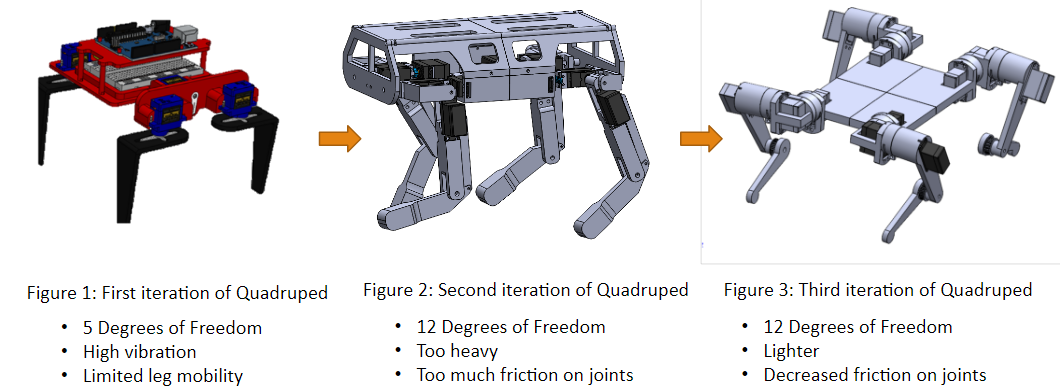 Figure 1: First iteration of Quadruped
• 5 Degrees of Freedom
• High vibration
• Limited leg mobility
Figure 2: Second iteration of Quadruped
• 12 Degrees of Freedom
• Too heavy
• Too much friction on joints
Figure 3: Third iteration of Quadruped
• 12 Degrees of Freedom
• Lighter
• Decreased friction on joints